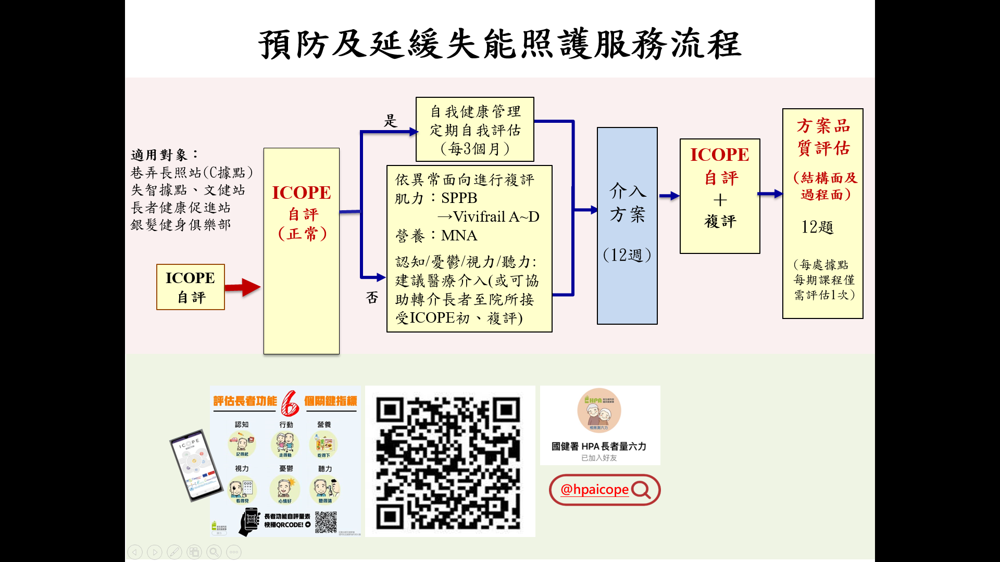 預防及延緩失能照護服務流程
適用對象：
巷弄長照站(C據點)
失智據點、文健站
長者健康促進站
銀髮健身俱樂部
ICOPE
自評
ICOPE
自評
(正常)
是
否
自我健康管理
定期自我評估
(每3個月)
依異常面向進行複評
肌力：SPPB
→Vivifrail A~D
營養：MNA
認知/憂鬱/視力/聽力:
建議醫療介入(或可協
助轉介長者至院所接
受ICOPE初、複評)
介入
方案
(12週)
ICOPE
自評
＋
複評
方案品
質評估
(結構面及
過程面)
12題
(每處據點
每期課程僅
需評估1次)
ICOPE
評估長者功能6個關鍵指標
認知 行動 營養
記得起 走得動 吃得下
視力 憂鬱 聽力
看得見 心情好 聽得清
長者功能自評量表
快掃QRCODE!
HPA
國健署 HPA 長者量六力
已加入好友
@hpaicope